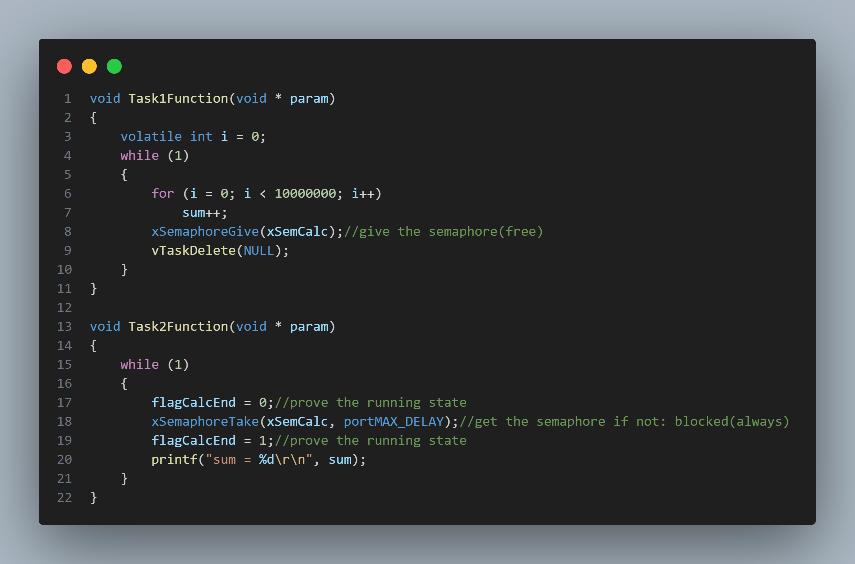 1 void Task1Function(void * param)
2 {
3     volatile int i = 0;
4     while (1)
5     {
6         for (i = 0; i < 10000000; i++)
7             sum++;
8         xSemaphoreGive(xSemCalc);//give the semaphore(free)
9         vTaskDelete(NULL);
10     }
11 }
12
13 void Task2Function(void * param)
14 {
15     while (1)
16     {
17         flagCalcEnd = 0;//prove the running state
18         xSemaphoreTake(xSemCalc, portMAX_DELAY);//get the semaphore if not: blocked(always)
19         flagCalcEnd = 1;//prove the running state
20         printf("sum = %d\r\n", sum);
21     }
22 }